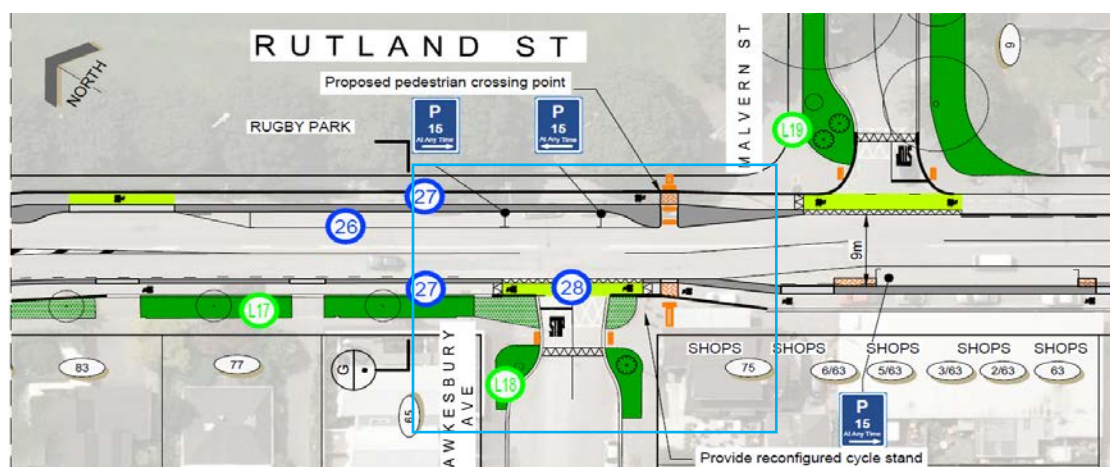 RUTLAND ST
Proposed pedestrian crossing point
NORTH
RUGBY PARK
P
15
At Any Time
P
15
At Any Time
MALVERN ST
L19
9
BUS
27
26
9m
27
28
L17
STOP
83
77
G
65
HAWKESBURY AVE
L18
SHOPS SHOPS SHOPS SHOPS SHOPS
75 6/63 5/63 3/63 2/63 63
P
15
At Any Time
Provide reconfigured cycle stand